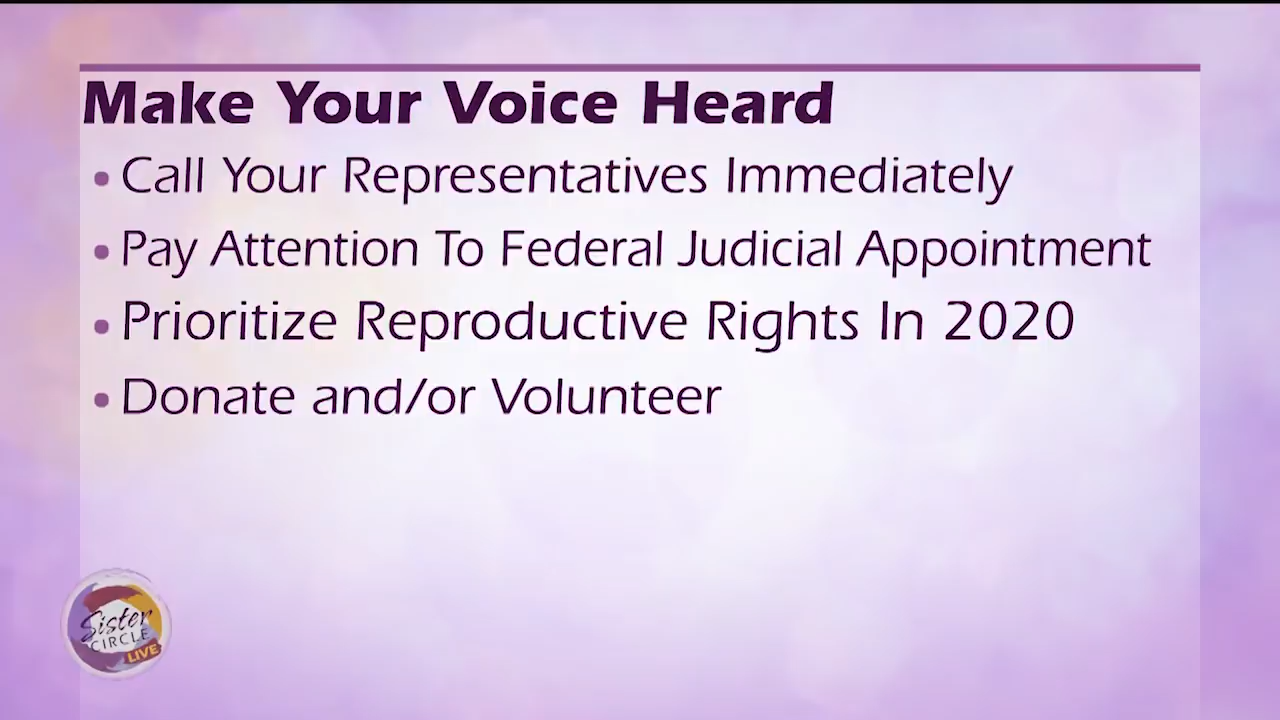 Make Your Voice Heard
• Call Your Representatives Immediately
• Pay Attention To Federal Judicial Appointment
• Prioritize Reproductive Rights In 2020
• Donate and/or Volunteer
Sister
CIRCLE
LIVE